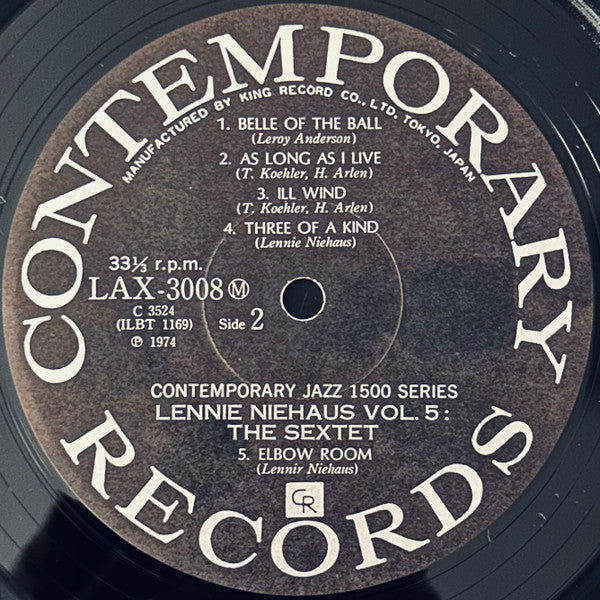 CONTEMPORARY
MANUFACTURED BY KING RECORD CO., LTD. TOKYO, JAPAN
1. BELLE OF THE BALL
(Leroy Anderson)
2. AS LONG AS I LIVE
(T. Koehler, H. Arlen)
3. ILL WIND
(T. Koehler, H. Arlen)
4. THREE OF A KIND
(Lennie Niehaus)
33⅓ r.p.m.
LAX-3008 Ⓜ
C 3524
(ILBT 1169) Side 2
℗ 1974
CONTEMPORARY JAZZ 1500 SERIES
LENNIE NIEHAUS VOL. 5:
THE SEXTET
5. ELBOW ROOM
(Lennir Niehaus)
CR
RECORDS